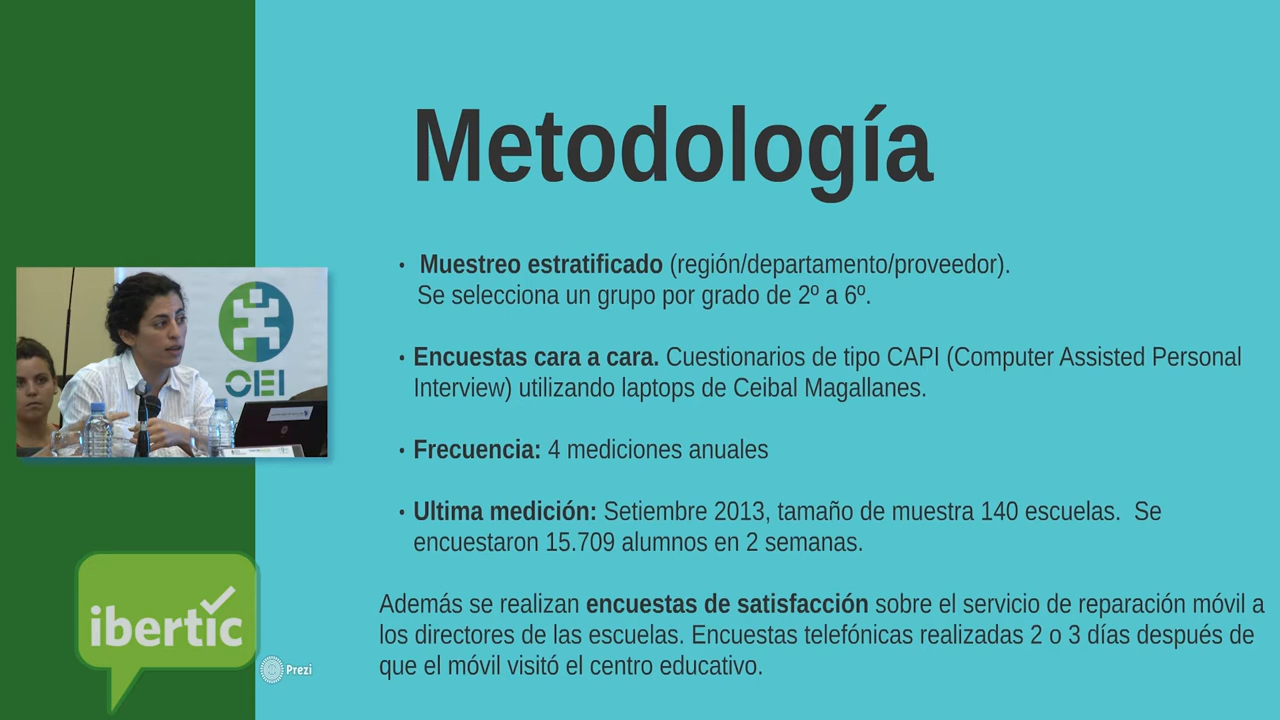 Metodología
• Muestreo estratificado (región/departamento/proveedor).
Se selecciona un grupo por grado de 2º a 6º.
• Encuestas cara a cara. Cuestionarios de tipo CAPI (Computer Assisted Personal
Interview) utilizando laptops de Ceibal Magallanes.
• Frecuencia: 4 mediciones anuales
• Ultima medición: Setiembre 2013, tamaño de muestra 140 escuelas. Se
encuestaron 15.709 alumnos en 2 semanas.
Además se realizan encuestas de satisfacción sobre el servicio de reparación móvil a
los directores de las escuelas. Encuestas telefónicas realizadas 2 o 3 días después de
que el móvil visitó el centro educativo.
OEI
ibertic
Prezi